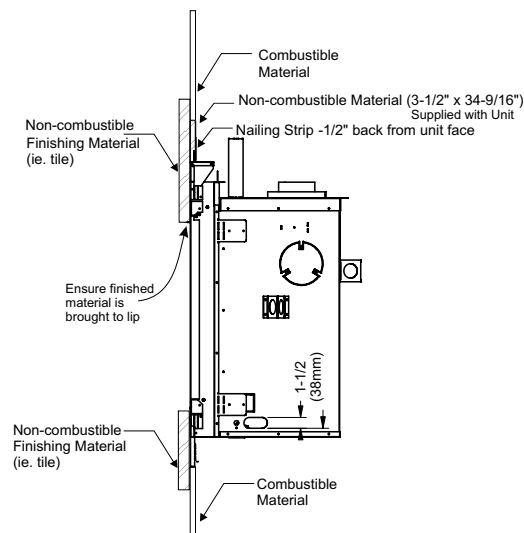 Combustible
Material
Non-combustible Material (3-1/2" x 34-9/16")
Supplied with Unit
Non-combustible
Finishing Material
(ie. tile)
Nailing Strip -1/2" back from unit face
Ensure finished
material is
brought to lip
1-1/2
(38mm)
Non-combustible
Finishing Material
(ie. tile)
Combustible
Material